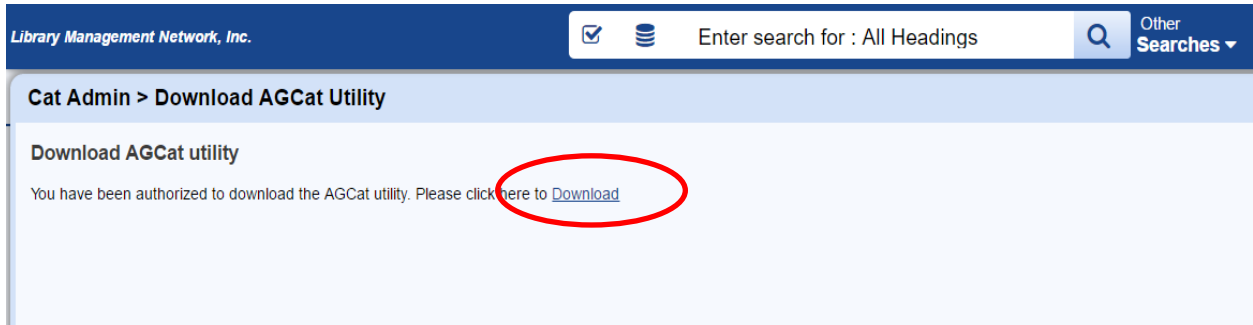 Library Management Network, Inc.
Enter search for : All Headings
Other
Searches
Cat Admin > Download AGCat Utility
Download AGCat utility
You have been authorized to download the AGCat utility. Please click here to Download